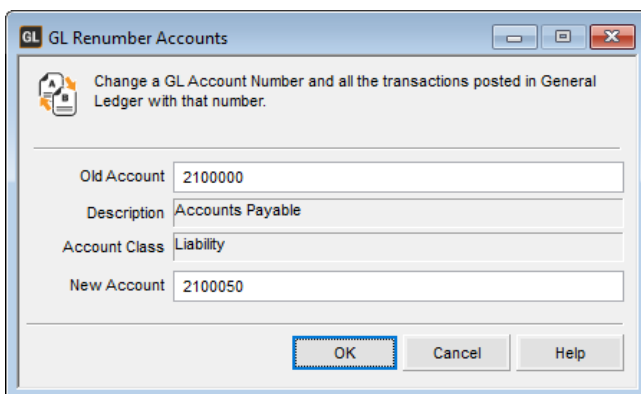 GL GL Renumber Accounts
A
B
Change a GL Account Number and all the transactions posted in General
Ledger with that number.
Old Account 2100000
Description Accounts Payable
Account Class Liability
New Account 2100050
OK Cancel Help